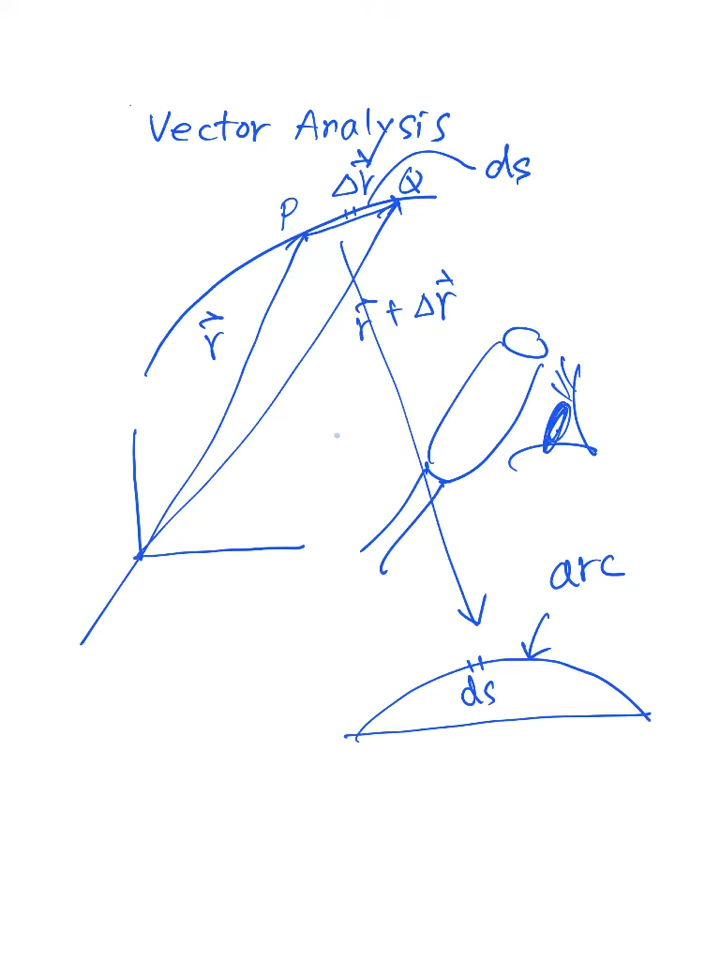 Vector Analysis
Δr⃗
Q
ds
P
r⃗
r⃗ + Δr⃗
arc
ds